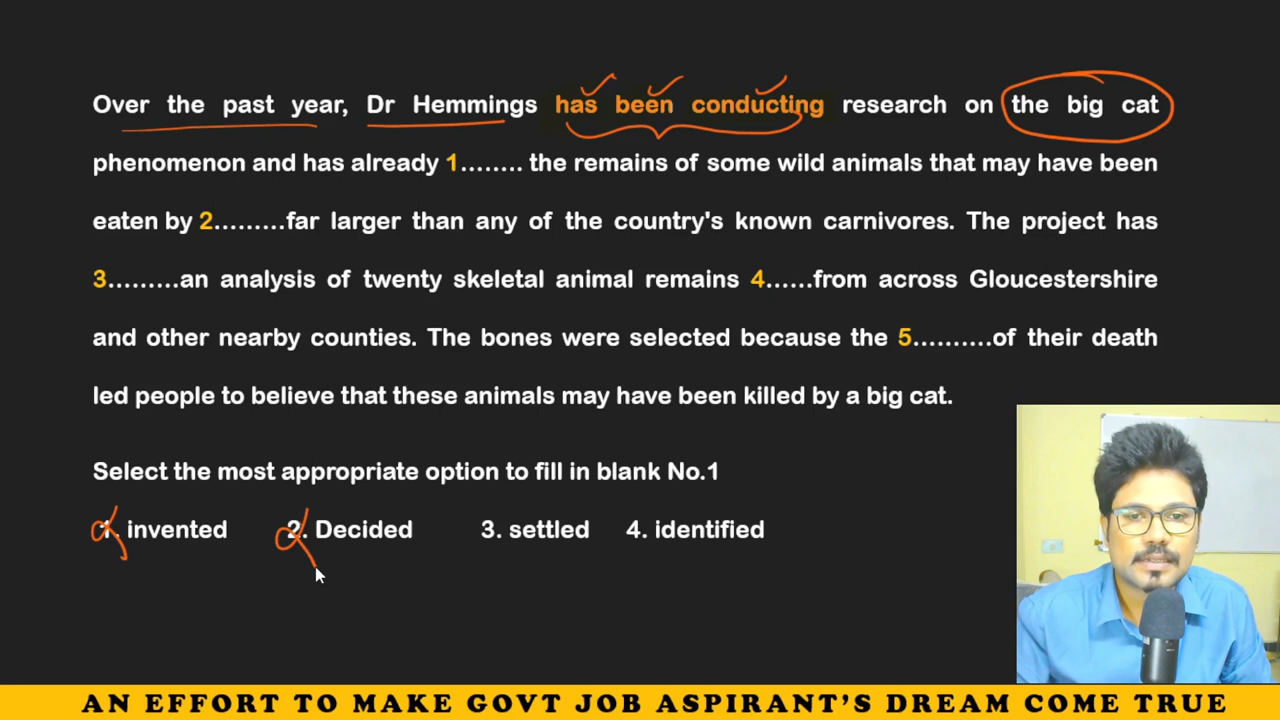 Over the past year, Dr Hemmings has been conducting research on the big cat
phenomenon and has already 1........ the remains of some wild animals that may have been
eaten by 2.........far larger than any of the country's known carnivores. The project has
3.........an analysis of twenty skeletal animal remains 4......from across Gloucestershire
and other nearby counties. The bones were selected because the 5..........of their death
led people to believe that these animals may have been killed by a big cat.
Select the most appropriate option to fill in blank No.1
1. invented 2. Decided 3. settled 4. identified
AN EFFORT TO MAKE GOVT JOB ASPIRANT'S DREAM COME TRUE